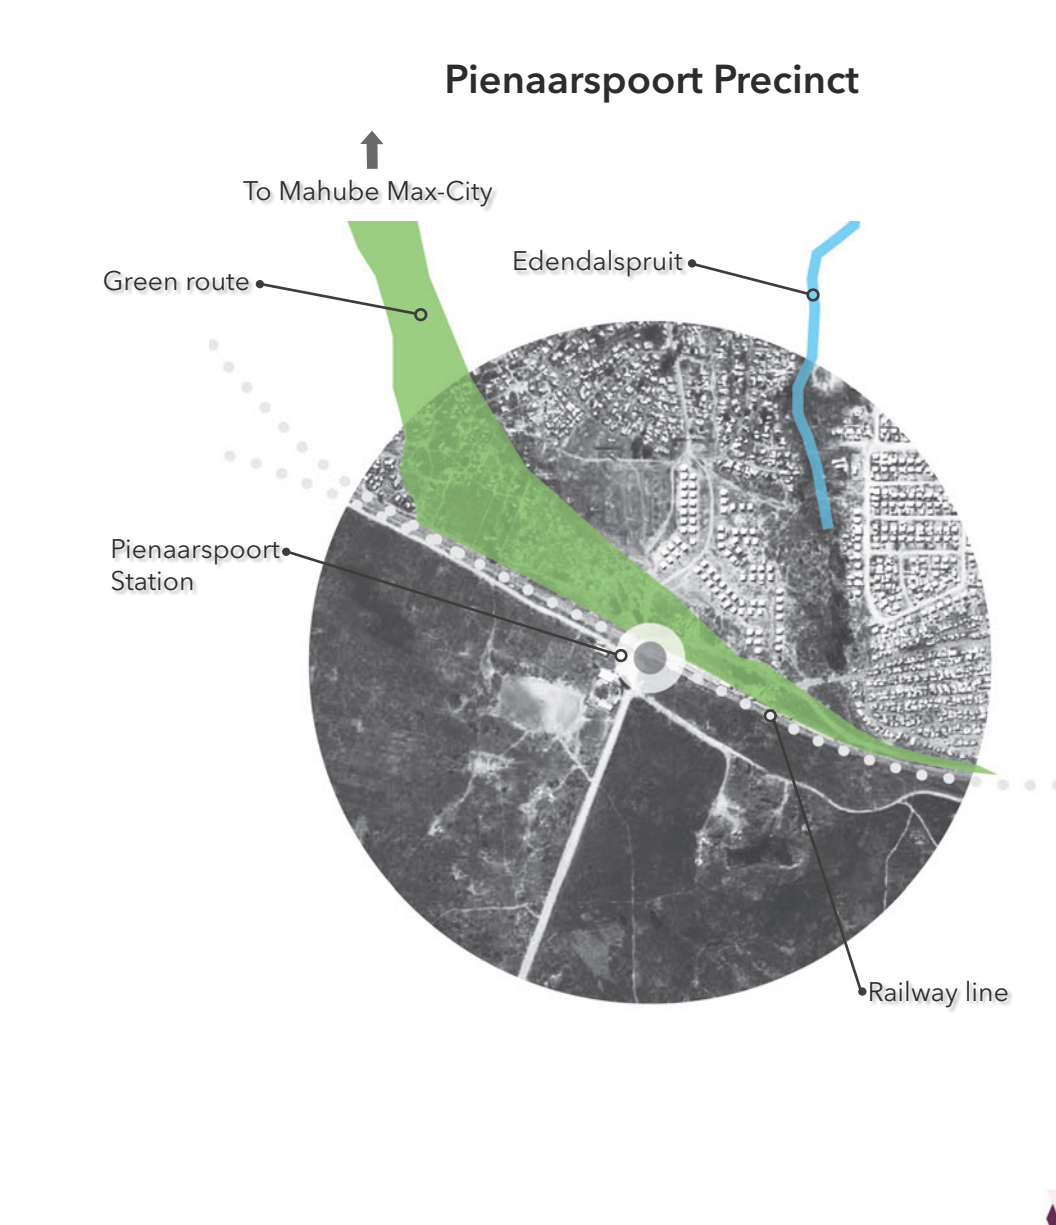 Pienaarspoort Precinct
To Mahube Max-City
Edendalspruit
Green route
Pienaarspoort
Station
Railway line